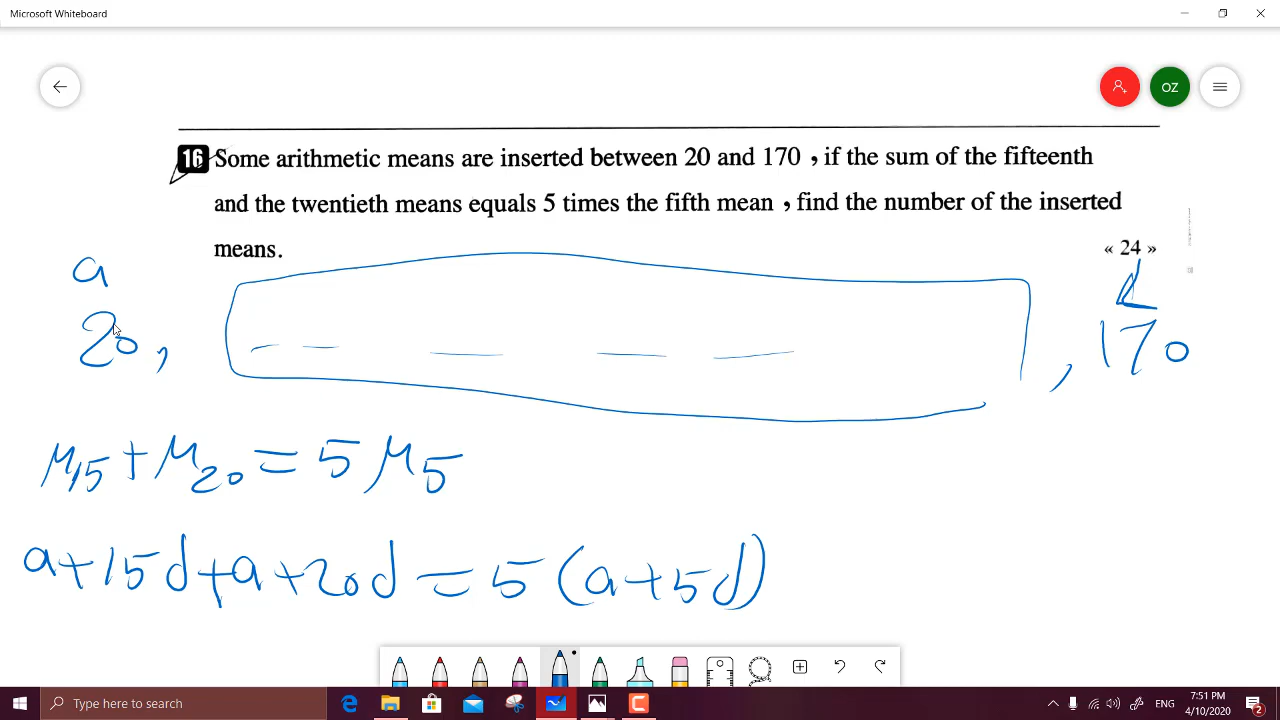 Microsoft Whiteboard
OZ
16 Some arithmetic means are inserted between 20 and 170 , if the sum of the fifteenth
and the twentieth means equals 5 times the fifth mean , find the number of the inserted
means.
« 24 »
a
L
20, , 170
M15 + M20 = 5 M5
a+15d+a+20d = 5 (a+5d)
Type here to search
ENG
7:51 PM
4/10/2020
2